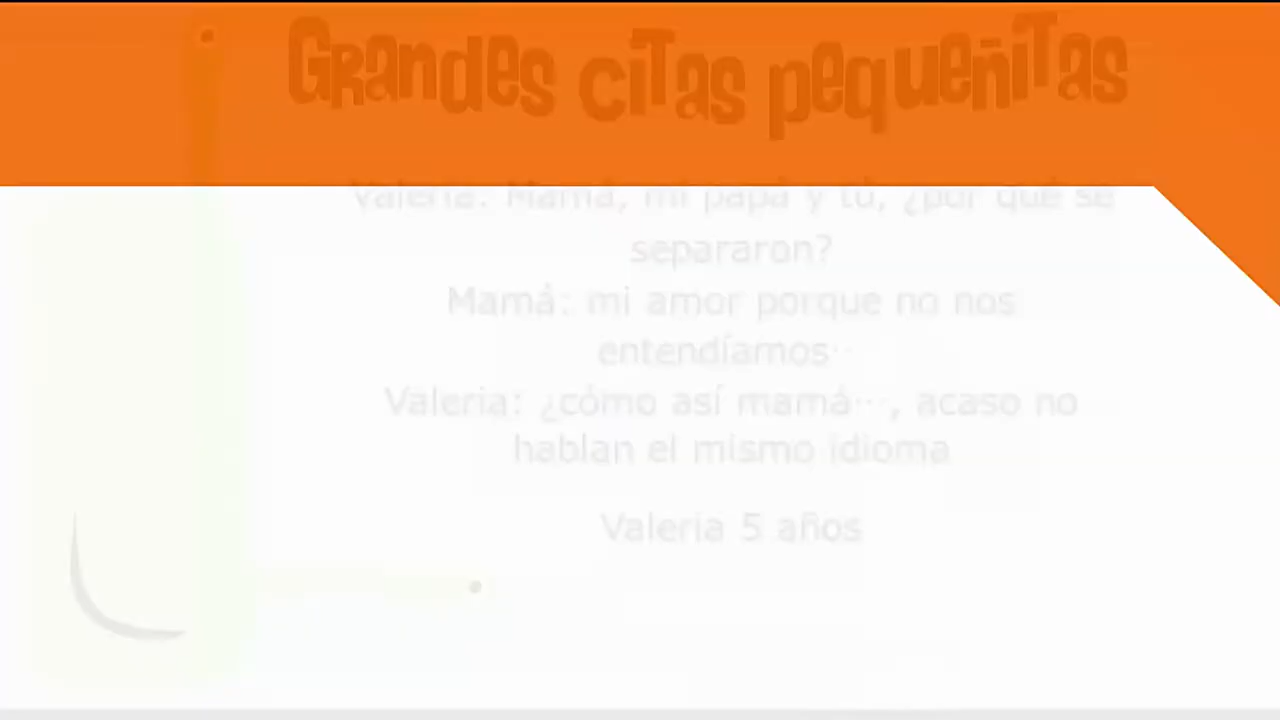 Grandes citas pequeñitas
Valeria: Mamá, mi papá y tú, ¿por qué se
separaron?
Mamá: mi amor porque no nos
entendíamos··
Valeria: ¿cómo así mamá···, acaso no
hablan el mismo idioma
Valeria 5 años